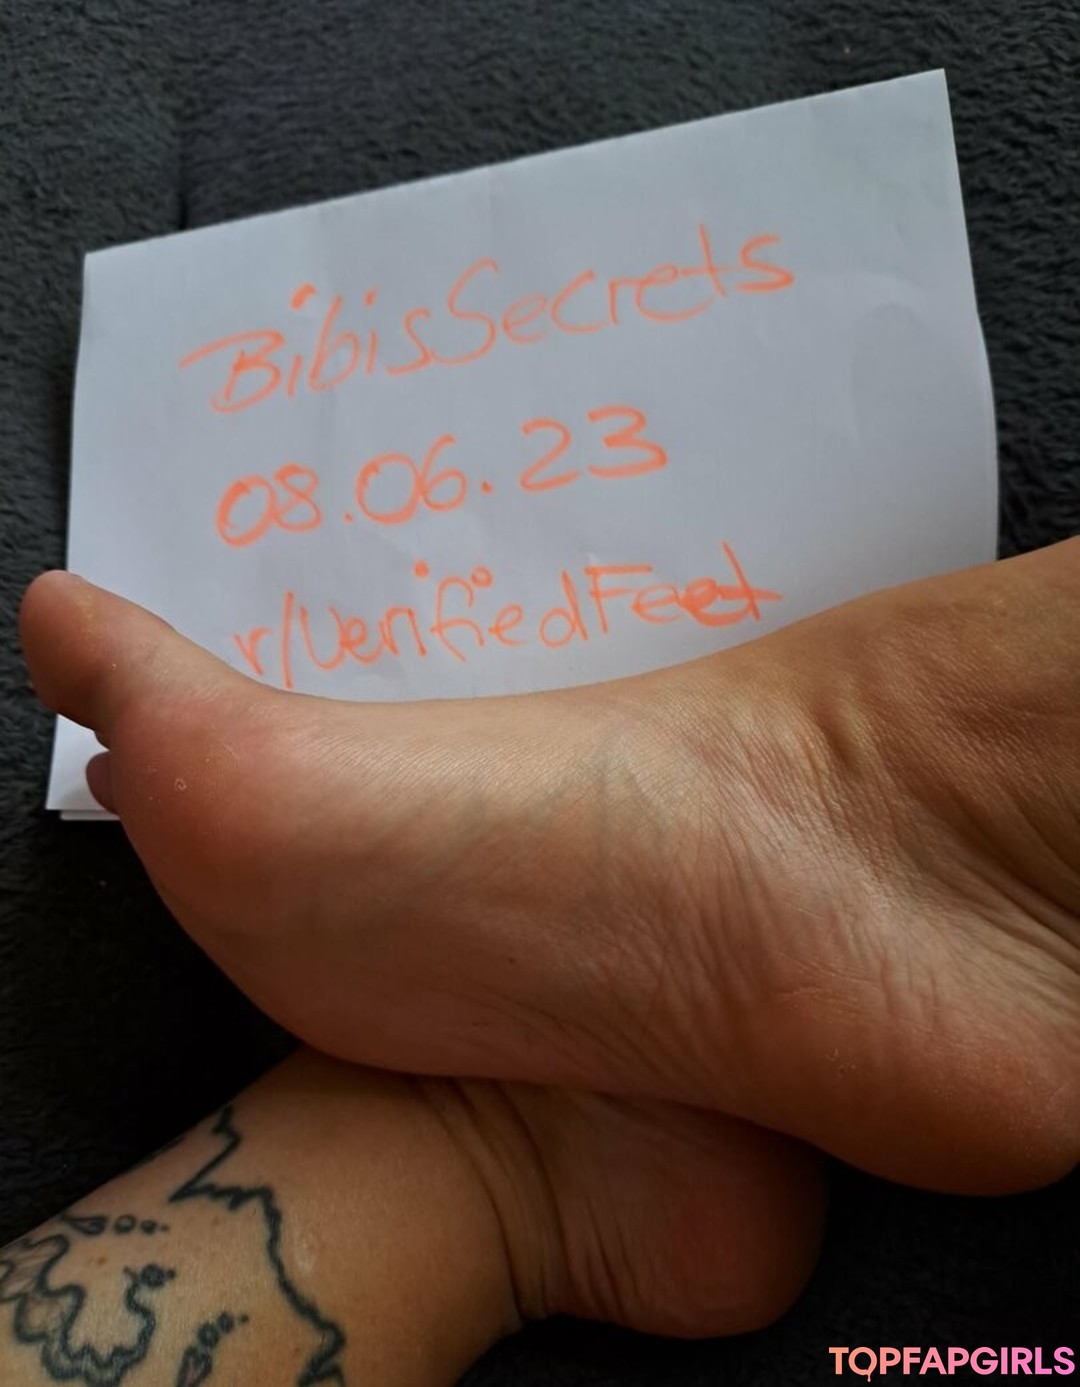 BibisSecrets
08.06.23
r/VerifiedFeet
TOPFAPGIRLS